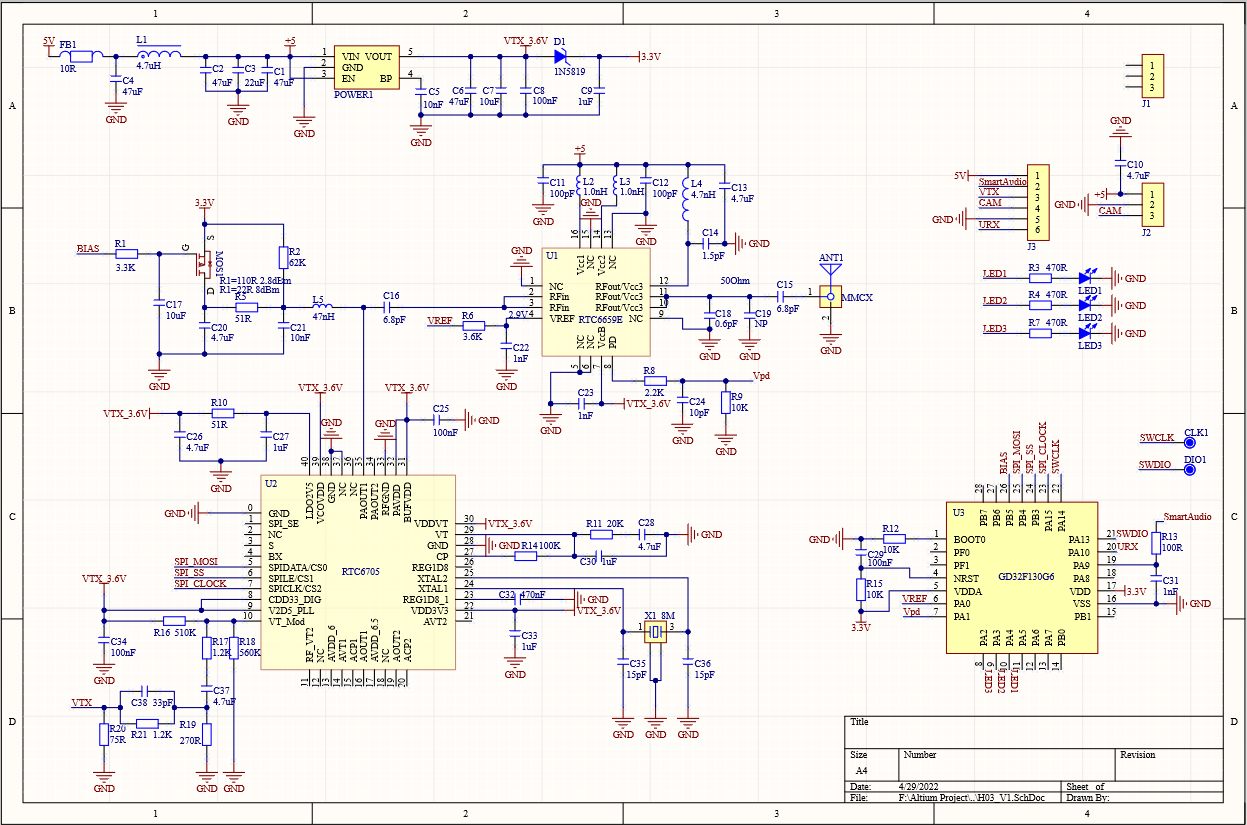 1 2 3 4
A A
B B
C C
D D
1 2 3 4
5V FB1 10R L1 4.7uH +5
C4 47uF C2 47uF C3 22uF C1 47uF
GND GND GND
1 VIN VOUT 5
2 GND
3 EN BP 4
POWER1
VTX_3.6V D1 1N5819 3.3V
C5 10nF C6 47uF C7 10uF C8 100nF C9 1uF
GND
1
2
3
J1
GND
C10
4.7uF
+5 1
GND 2
CAM 3
J2
5V 1
SmartAudio 2
VTX 3
CAM 4
GND 5
URX 6
J3
LED1 R3 470R LED1 GND
LED2 R4 470R LED2 GND
LED3 R7 470R LED3 GND
3.3V
BIAS R1 3.3K
G S D MOS1
R2 62K
R1=110R 2.8dBm
R1=22R 8dBm
R5 51R
L5 47nH
C16 6.8pF
C17 10uF
C20 4.7uF
C21 10nF
GND
+5
C11 100pF L2 1.0nH L3 1.0nH C12 100pF L4 4.7nH C13 4.7uF
GND GND GND
C14 1.5pF GND
16 15 14 13
U1
Vcc1 NC Vcc2 NC
GND
1 NC RFout/Vcc3 12
2 RFin RFout/Vcc3 11
3 RFin RFout/Vcc3 10
4 VREF RTC6659E NC 9
NC NC VccB PD
5 6 7 8
VREF R6 3.6K 2.9V
C22 1nF
GND
50Ohm
C18 0.6pF
C19 NP
GND GND
C15 6.8pF
ANT1
1 MMCX
2
GND
R8 2.2K Vpd
C23 1nF VTX_3.6V
GND
C24 10pF
R9 10K
GND GND
VTX_3.6V R10 51R
C26 4.7uF
C27 1uF
GND
VTX_3.6V VTX_3.6V
GND GND
C25 100nF GND
40 39 38 37 36 35 34 33 32 31
U2
LDO2V5 VCOVDD GND NC NC PAOUT1 PAOUT2 RFGND PAVDD BUFVDD
RTC6705
GND 0 GND VDDVT 30 VTX_3.6V
1 SPI_SE VT 29
2 NC GND 28 GND
3 S CP 27
4 BX REG1D8 26
SPI_MOSI 5 SPIDATA/CS0 XTAL2 25
SPI_SS 6 SPILE/CS1 XTAL1 24
SPI_CLOCK 7 SPICLK/CS2 REG1D8_1 23
8 CDD33_DIG VDD3V3 22 VTX_3.6V
9 V2D5_PLL AVT2 21
10 VT_Mod
RF_VT2 NC AVDD_6 AVT1 ACP1 AOUT1 AVDD_6.5 NC AOUT2 ACP2
11 12 13 14 15 16 17 18 19 20
R11 20K C28 4.7uF GND
R14 100K C30 1uF
C32 470nF GND
C33 1uF
GND
X1 8M
1 3
C35 15pF
C36 15pF
GND GND GND
VTX_3.6V
C34 100nF
GND
R16 510K
R17 1.2K
R18 560K
C37 4.7uF
VTX
C38 33pF
R20 75R
R21 1.2K
R19 270R
GND GND GND
SWCLK CLK1
SWDIO DIO1
BIAS SPI_MOSI SPI_SS SPI_CLOCK SWCLK
28 27 26 25 24 23 22
U3
PB7 PB6 PB5 PB4 PB3 PA15 PA14
GD32F130G6
1 BOOT0 PA13 21 SWDIO
2 PF0 PA10 20 URX
3 PF1 PA9 19
4 NRST PA8 18
5 VDDA VDD 17 3.3V
VREF 6 PA0 VSS 16 GND
Vpd 7 PA1 PB1 15
PA2 PA3 PA4 PA5 PA6 PA7 PB0
8 9 10 11 12 13 14
LED3 LED2 LED1
GND R12 10K
C29 100nF
R15 10K
3.3V
SmartAudio
R13 100R
C31 1nF
Title
Size Number Revision
A4
Date: 4/29/2022 Sheet of
File: F:\Altium Project\..\H03_V1.SchDoc Drawn By: